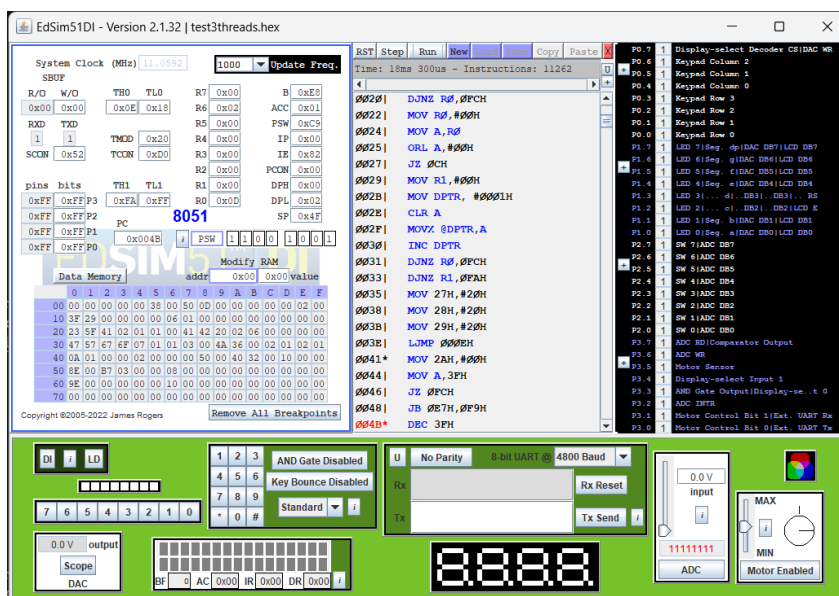 EdSim51DI - Version 2.1.32 | test3threads.hex
System Clock (MHz) 11.0592 1000 Update Freq.
SBUF
R/O W/O TH0 TL0 R7 0x00 B 0xE8
0x00 0x00 0x0E 0x18 R6 0x02 ACC 0x01
RXD TXD R5 0x00 PSW 0xC9
1 1 TMOD 0x20 R4 0x00 IP 0x00
SCON 0x52 TCON 0xD0 R3 0x00 IE 0x82
R2 0x00 PCON 0x00
pins bits TH1 TL1 R1 0x00 DPH 0x00
0xFF 0xFF P3 0xFA 0xFF R0 0x0D DPL 0x02
0xFF 0xFF P2 8051 SP 0x4F
0xFF 0xFF P1 PC
0xFF 0xFF P0 0x004B i PSW 1 1 0 0 1 0 0 1
EDSIM51DI
Modify RAM
Data Memory addr 0x00 0x00 value
0 1 2 3 4 5 6 7 8 9 A B C D E F
00 00 00 00 00 00 38 00 50 0D 00 00 00 00 00 02 00
10 3F 29 00 00 00 00 06 01 00 00 00 00 00 00 00 00
20 23 5F 41 02 01 01 00 41 42 20 02 06 00 00 00 00
30 47 57 67 6F 07 01 01 03 00 4A 36 00 02 01 02 01
40 0A 01 00 00 02 00 00 00 50 00 40 32 00 10 00 00
50 8E 00 B7 03 00 00 08 00 00 00 00 00 00 00 00 00
60 9E 00 00 00 00 00 10 00 00 00 00 00 00 00 00 00
70 00 00 00 00 00 00 00 00 00 00 00 00 00 00 00 00
Copyright ©2005-2022 James Rogers Remove All Breakpoints
RST Step Run New Load Save Copy Paste X
Time: 18ms 300us - Instructions: 11262 U
0020| DJNZ R0,0FCH
0022| MOV R0,#00H
0024| MOV A,R0
0025| ORL A,#00H
0027| JZ 0CH
0029| MOV R1,#00H
002B| MOV DPTR, #0001H
002E| CLR A
002F| MOVX @DPTR,A
0030| INC DPTR
0031| DJNZ R0,0FCH
0033| DJNZ R1,0FAH
0035| MOV 27H,#20H
0038| MOV 28H,#20H
003B| MOV 29H,#20H
003E| LJMP 000EH
0041* MOV 2AH,#00H
0044| MOV A,3FH
0046| JZ 0FCH
0048| JB 0E7H,0F9H
004B* DEC 3FH
P0.7 1 Display-select Decoder CS|DAC WR
P0.6 1 Keypad Column 2
P0.5 1 Keypad Column 1
P0.4 1 Keypad Column 0
P0.3 1 Keypad Row 3
P0.2 1 Keypad Row 2
P0.1 1 Keypad Row 1
P0.0 1 Keypad Row 0
P1.7 1 LED 7|Seg. dp|DAC DB7|LCD DB7
P1.6 1 LED 6|Seg. g|DAC DB6|LCD DB6
P1.5 1 LED 5|Seg. f|DAC DB5|LCD DB5
P1.4 1 LED 4|Seg. e|DAC DB4|LCD DB4
P1.3 1 LED 3|... d|..DB3|..DB3|.. RS
P1.2 1 LED 2|... c|..DB2|..DB2|LCD E
P1.1 1 LED 1|Seg. b|DAC DB1|LCD DB1
P1.0 1 LED 0|Seg. a|DAC DB0|LCD DB0
P2.7 1 SW 7|ADC DB7
P2.6 1 SW 6|ADC DB6
P2.5 1 SW 5|ADC DB5
P2.4 1 SW 4|ADC DB4
P2.3 1 SW 3|ADC DB3
P2.2 1 SW 2|ADC DB2
P2.1 1 SW 1|ADC DB1
P2.0 1 SW 0|ADC DB0
P3.7 1 ADC RD|Comparator Output
P3.6 1 ADC WR
P3.5 1 Motor Sensor
P3.4 1 Display-select Input 1
P3.3 1 AND Gate Output|Display-se..t 0
P3.2 1 ADC INTR
P3.1 1 Motor Control Bit 1|Ext. UART Rx
P3.0 1 Motor Control Bit 0|Ext. UART Tx
DI i LD
7 6 5 4 3 2 1 0
0.0 V output
Scope
DAC
1 2 3
4 5 6
7 8 9
* 0 #
AND Gate Disabled
Key Bounce Disabled
Standard i
BF 0 AC 0x00 IR 0x00 DR 0x00 i
U No Parity 8-bit UART @ 4800 Baud
Rx Rx Reset
Tx Tx Send i
8.8.8.8.
0.0 V
input
i
11111111
ADC
MAX
i
MIN
Motor Enabled